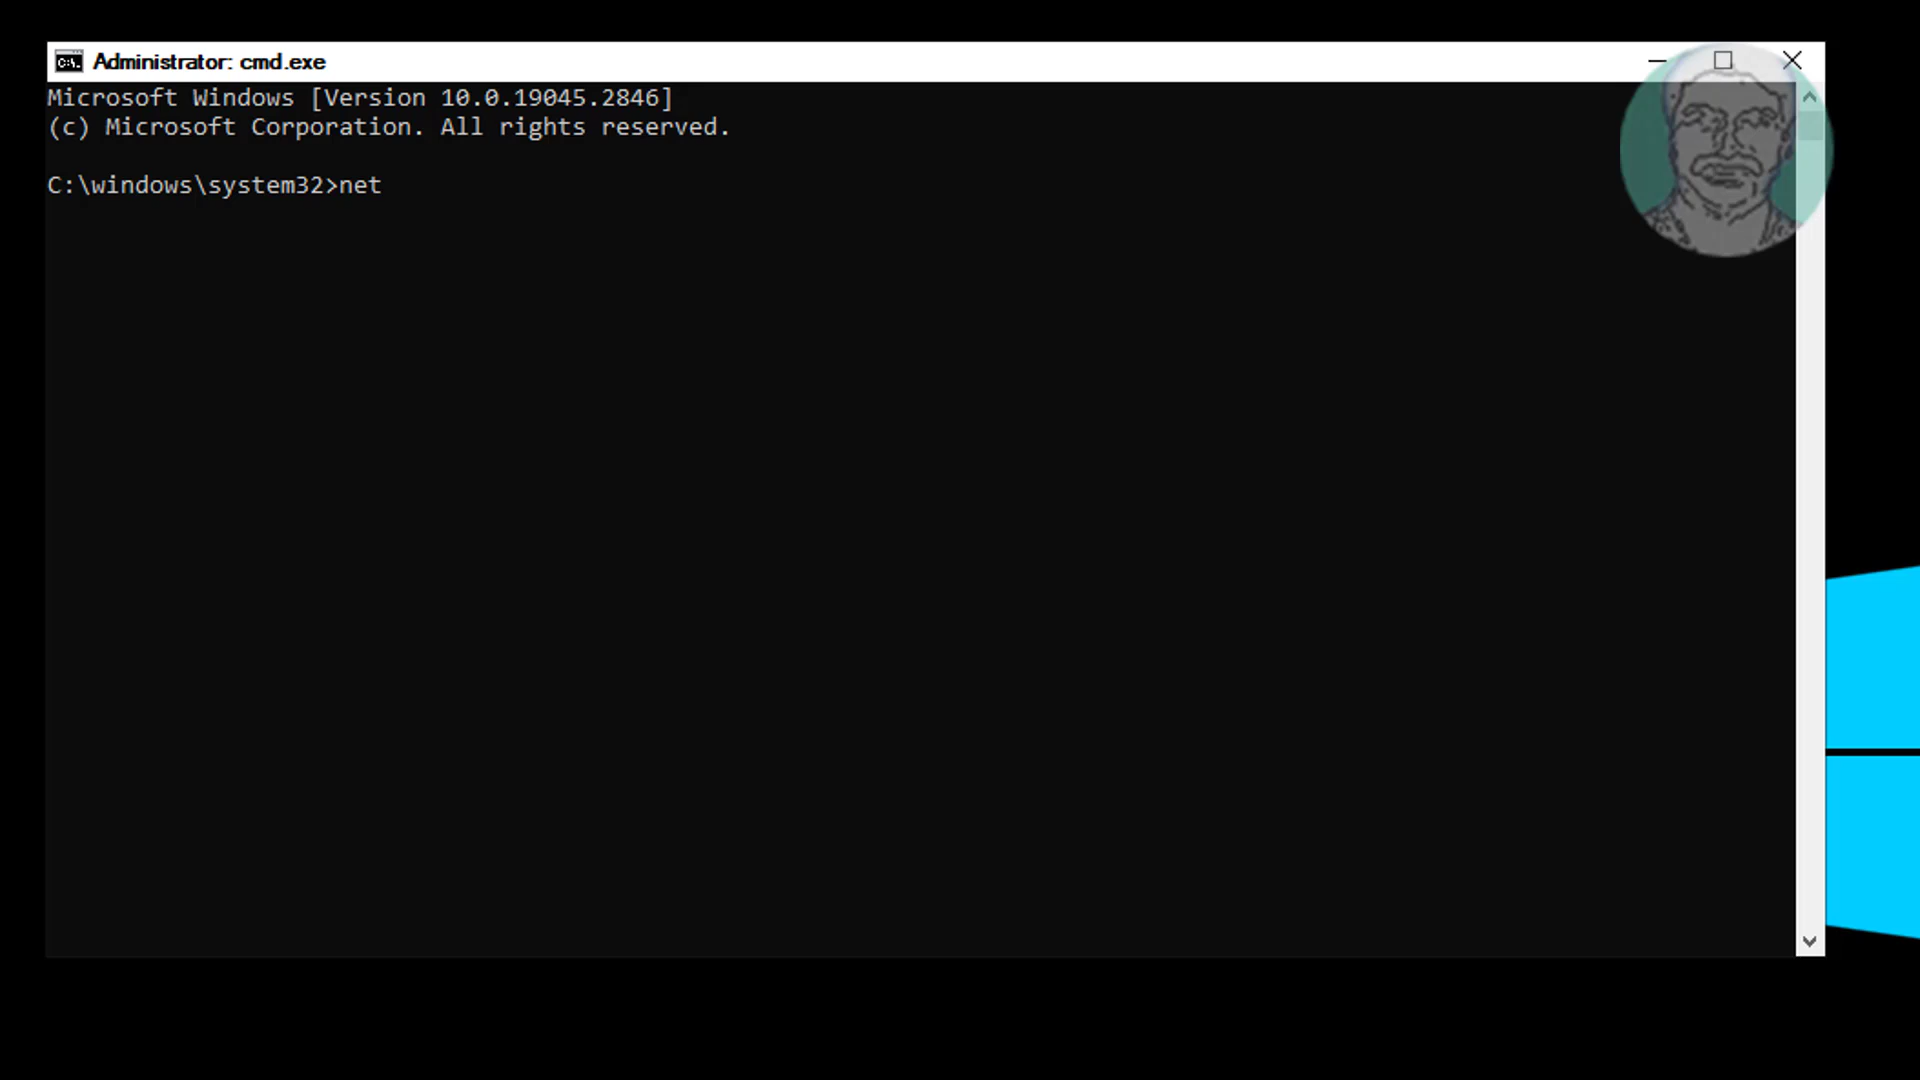 Administrator: cmd.exe
Microsoft Windows [Version 10.0.19045.2846]
(c) Microsoft Corporation. All rights reserved.
C:\windows\system32>net